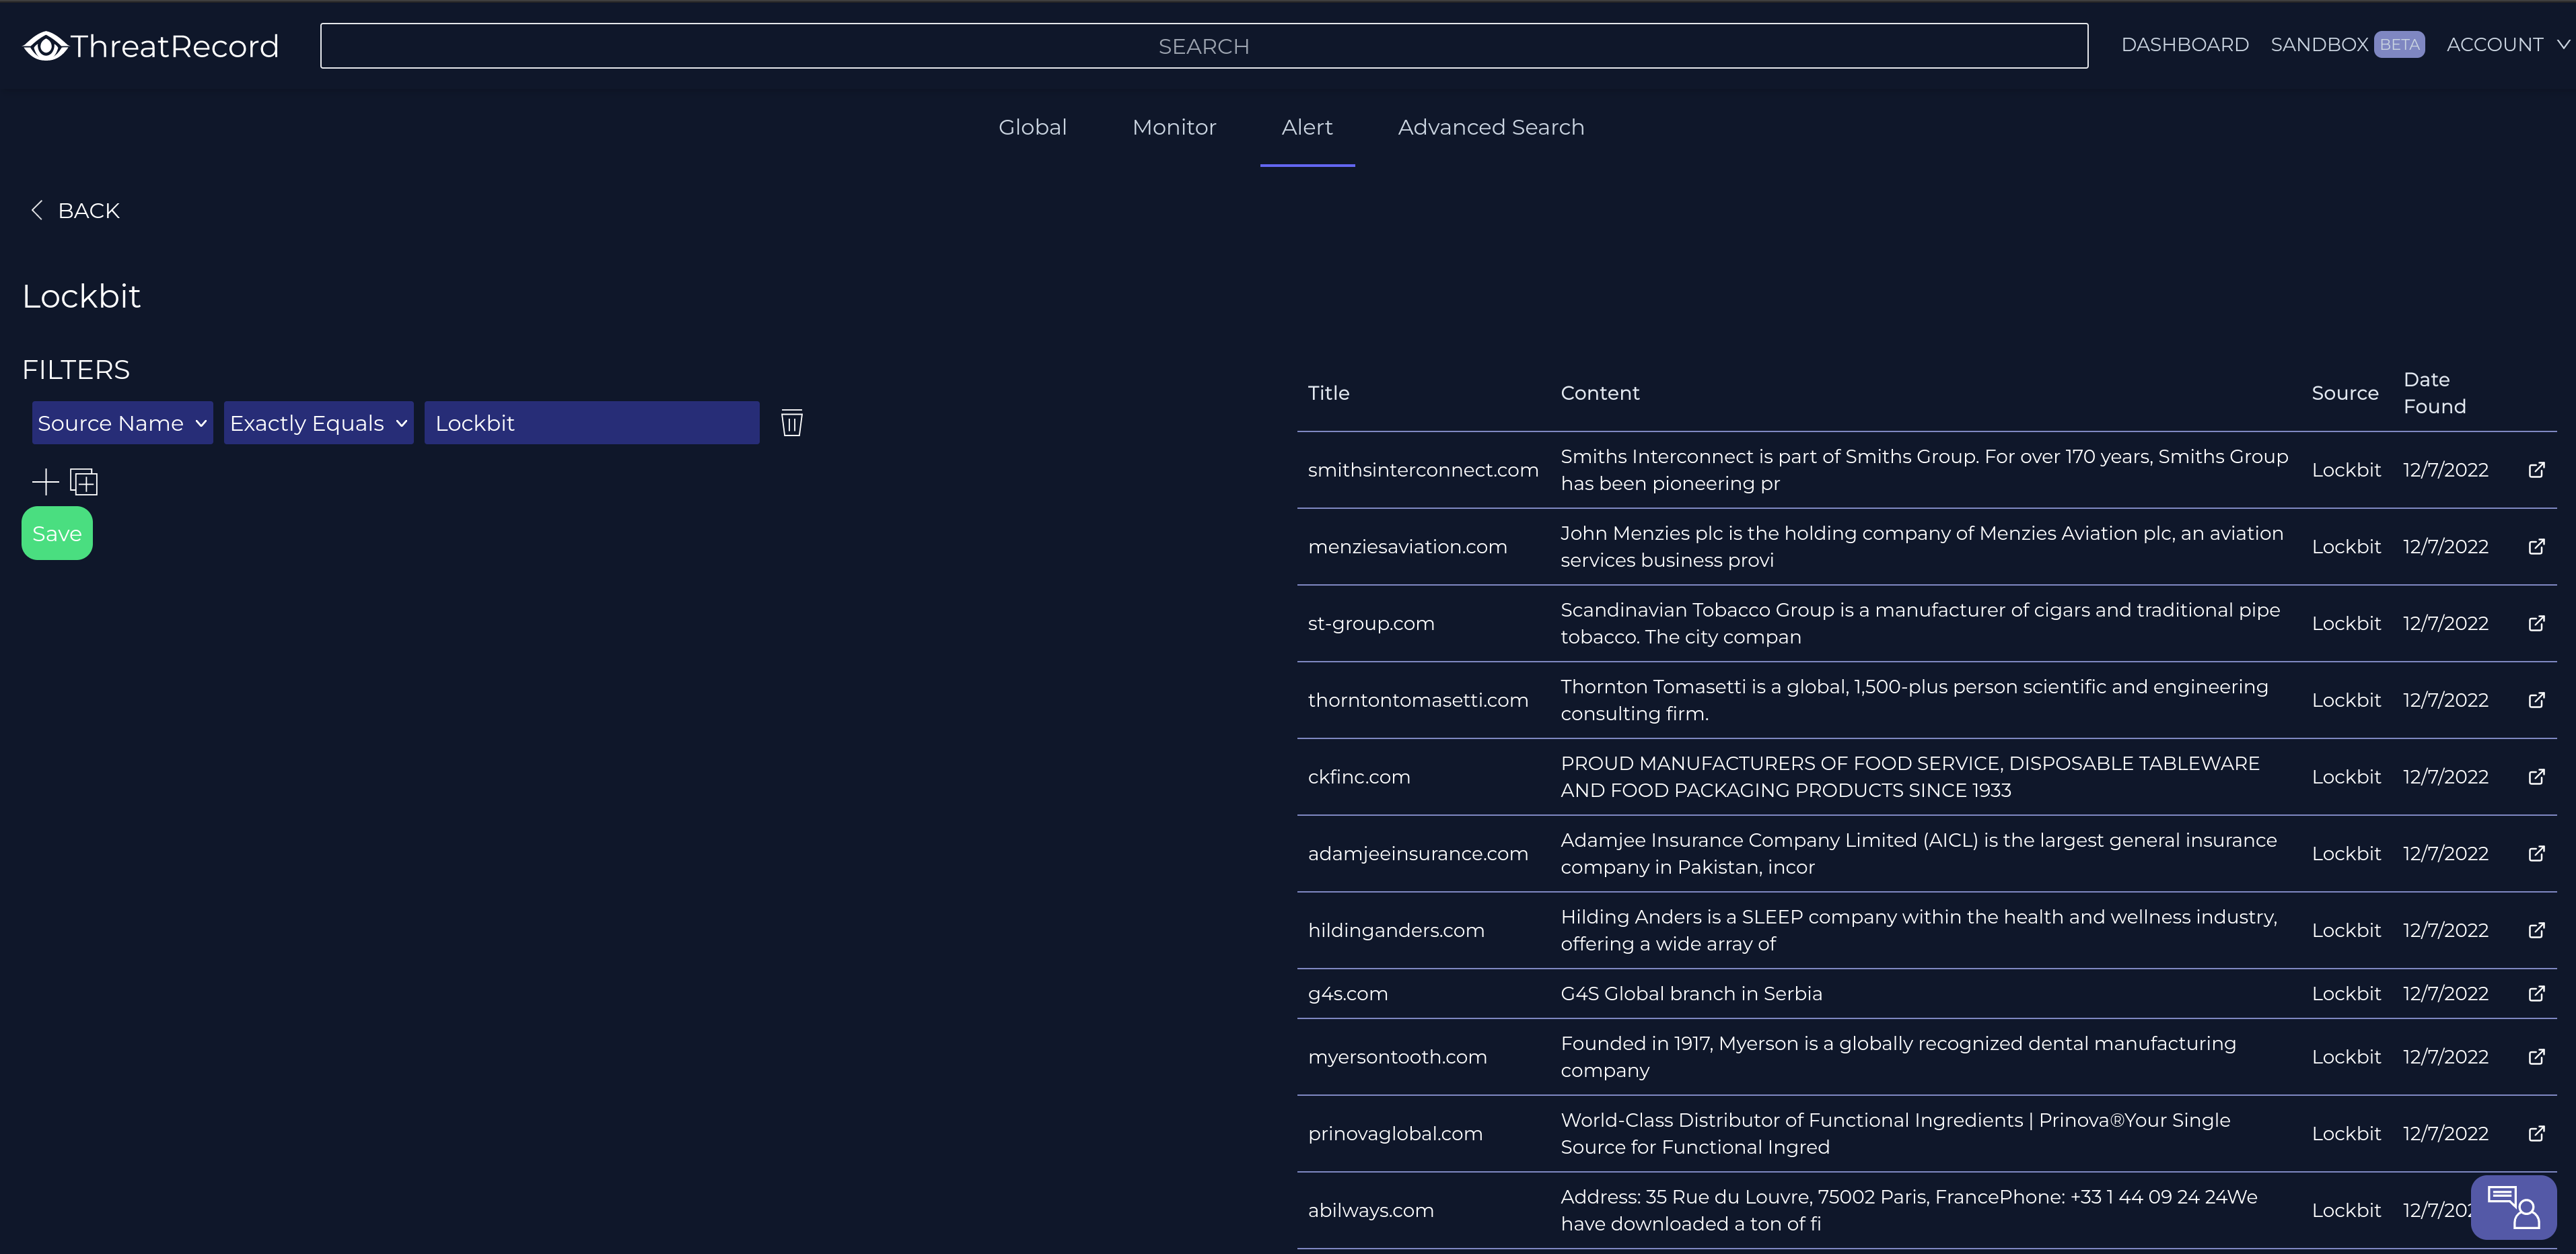 ThreatRecord
SEARCH
DASHBOARD
SANDBOX BETA
ACCOUNT
Global
Monitor
Alert
Advanced Search
BACK
Lockbit
FILTERS
Source Name
Exactly Equals
Lockbit
Save
Title
Content
Source
Date
Found
smithsinterconnect.com
Smiths Interconnect is part of Smiths Group. For over 170 years, Smiths Group
has been pioneering pr
Lockbit
12/7/2022
menziesaviation.com
John Menzies plc is the holding company of Menzies Aviation plc, an aviation
services business provi
Lockbit
12/7/2022
st-group.com
Scandinavian Tobacco Group is a manufacturer of cigars and traditional pipe
tobacco. The city compan
Lockbit
12/7/2022
thorntontomasetti.com
Thornton Tomasetti is a global, 1,500-plus person scientific and engineering
consulting firm.
Lockbit
12/7/2022
ckfinc.com
PROUD MANUFACTURERS OF FOOD SERVICE, DISPOSABLE TABLEWARE
AND FOOD PACKAGING PRODUCTS SINCE 1933
Lockbit
12/7/2022
adamjeeinsurance.com
Adamjee Insurance Company Limited (AICL) is the largest general insurance
company in Pakistan, incor
Lockbit
12/7/2022
hildinganders.com
Hilding Anders is a SLEEP company within the health and wellness industry,
offering a wide array of
Lockbit
12/7/2022
g4s.com
G4S Global branch in Serbia
Lockbit
12/7/2022
myersontooth.com
Founded in 1917, Myerson is a globally recognized dental manufacturing
company
Lockbit
12/7/2022
prinovaglobal.com
World-Class Distributor of Functional Ingredients | Prinova®Your Single
Source for Functional Ingred
Lockbit
12/7/2022
abilways.com
Address: 35 Rue du Louvre, 75002 Paris, FrancePhone: +33 1 44 09 24 24We
have downloaded a ton of fi
Lockbit